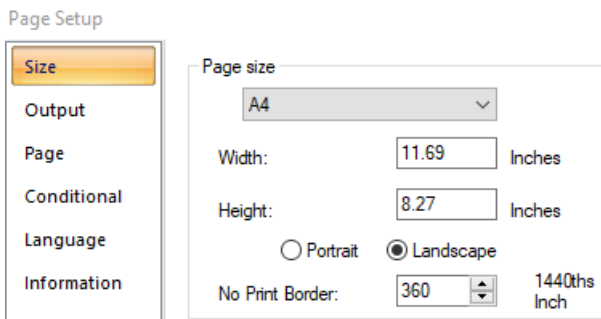 Page Setup
Size
Output
Page
Conditional
Language
Information
Page size
A4
Width: 11.69 Inches
Height: 8.27 Inches
Portrait Landscape
No Print Border: 360 1440ths
Inch